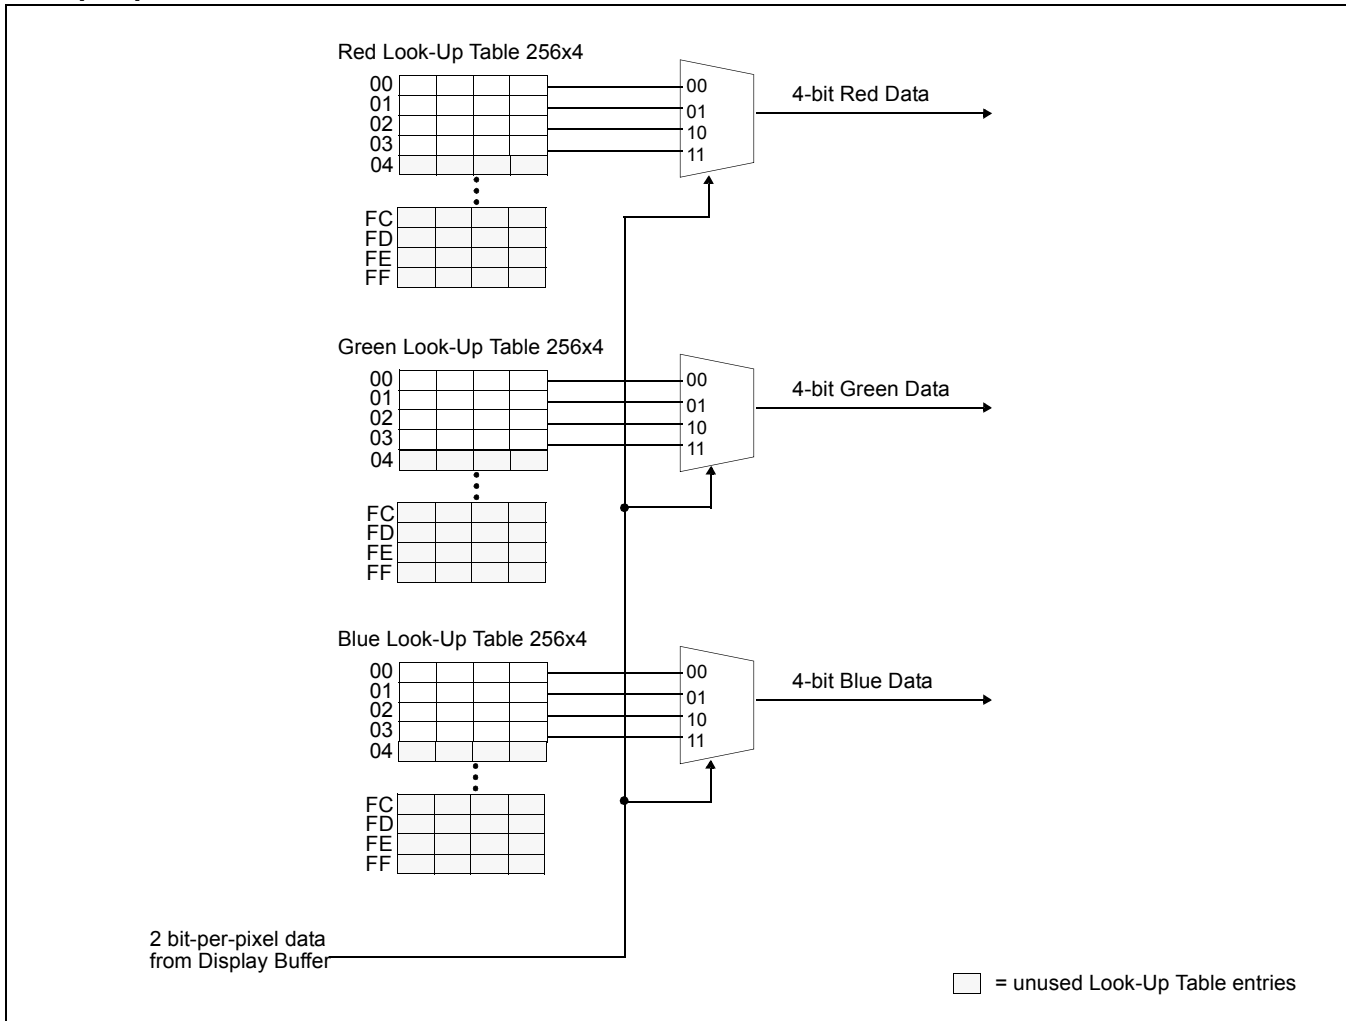 Red Look-Up Table 256x4
00
01
02
03
04
FC
FD
FE
FF
00
01
10
11
4-bit Red Data
Green Look-Up Table 256x4
00
01
02
03
04
FC
FD
FE
FF
00
01
10
11
4-bit Green Data
Blue Look-Up Table 256x4
00
01
02
03
04
FC
FD
FE
FF
00
01
10
11
4-bit Blue Data
2 bit-per-pixel data
from Display Buffer
= unused Look-Up Table entries